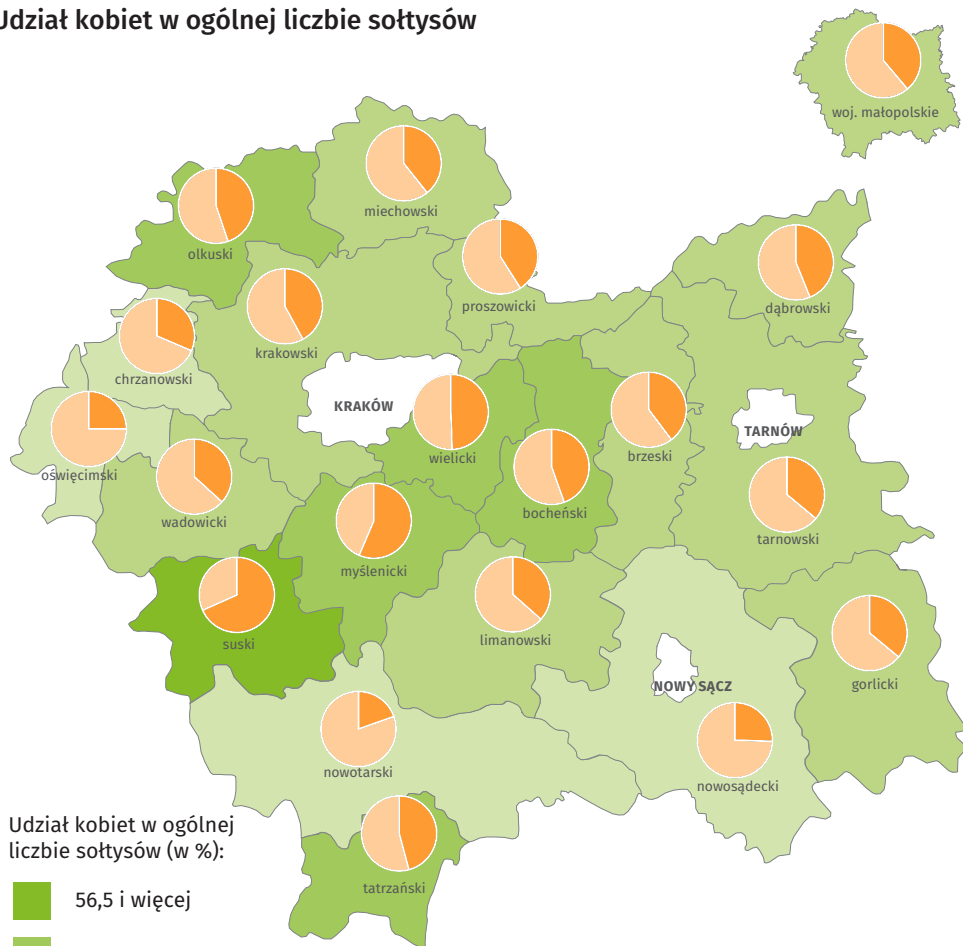 Udział kobiet w ogólnej liczbie sołtysów
woj. małopolskie
miechowski
olkuski
proszowicki
dąbrowski
krakowski
chrzanowski
KRAKÓW
TARNÓW
wielicki
brzeski
oświęcimski
bocheński
wadowicki
tarnowski
myślenicki
limanowski
suski
gorlicki
NOWY SĄCZ
nowotarski
nowosądecki
Udział kobiet w ogólnej
liczbie sołtysów (w %):
tatrzański
56,5 i więcej